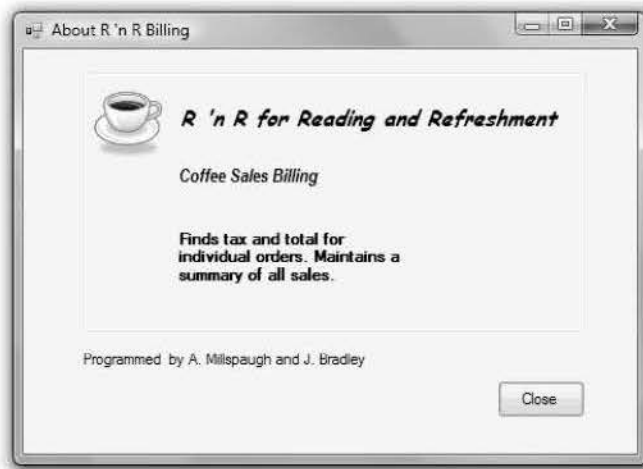 About R 'n R Billing
R 'n R for Reading and Refreshment
Coffee Sales Billing
Finds tax and total for
individual orders. Maintains a
summary of all sales.
Programmed by A. Millspaugh and J. Bradley
Close